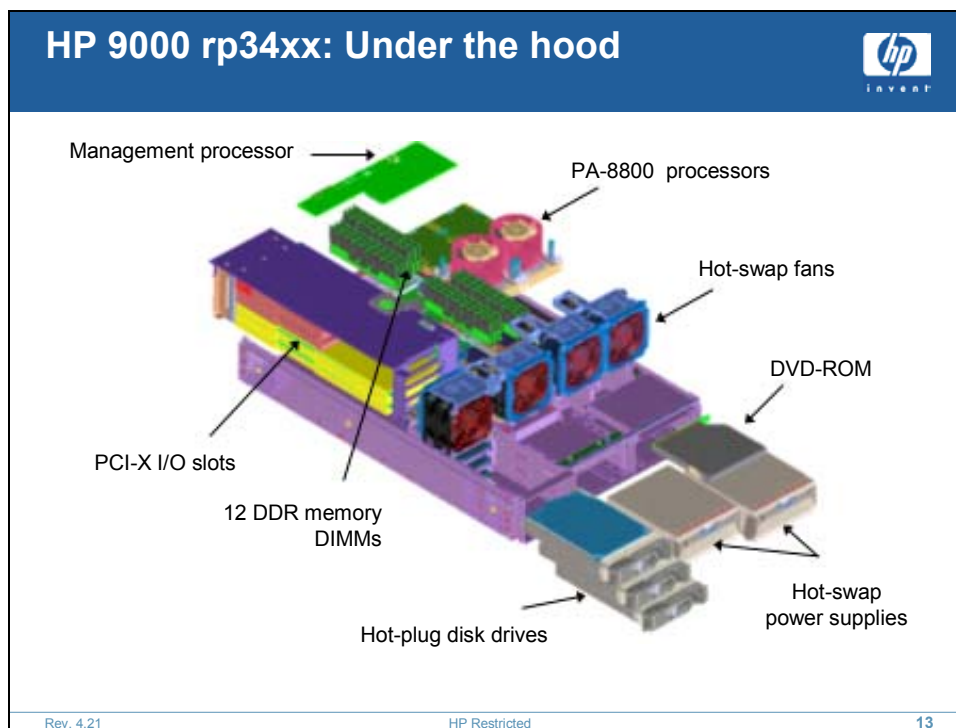 HP 9000 rp34xx: Under the hood
hp
invent
Management processor
PA-8800 processors
Hot-swap fans
DVD-ROM
PCI-X I/O slots
12 DDR memory
DIMMs
Hot-swap
power supplies
Hot-plug disk drives
Rev. 4.21
HP Restricted
13